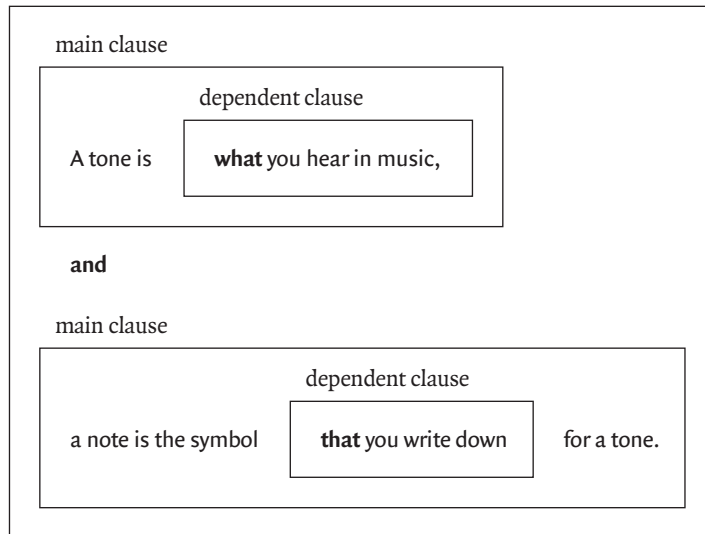 main clause
dependent clause
A tone is what you hear in music,
and
main clause
dependent clause
a note is the symbol that you write down for a tone.